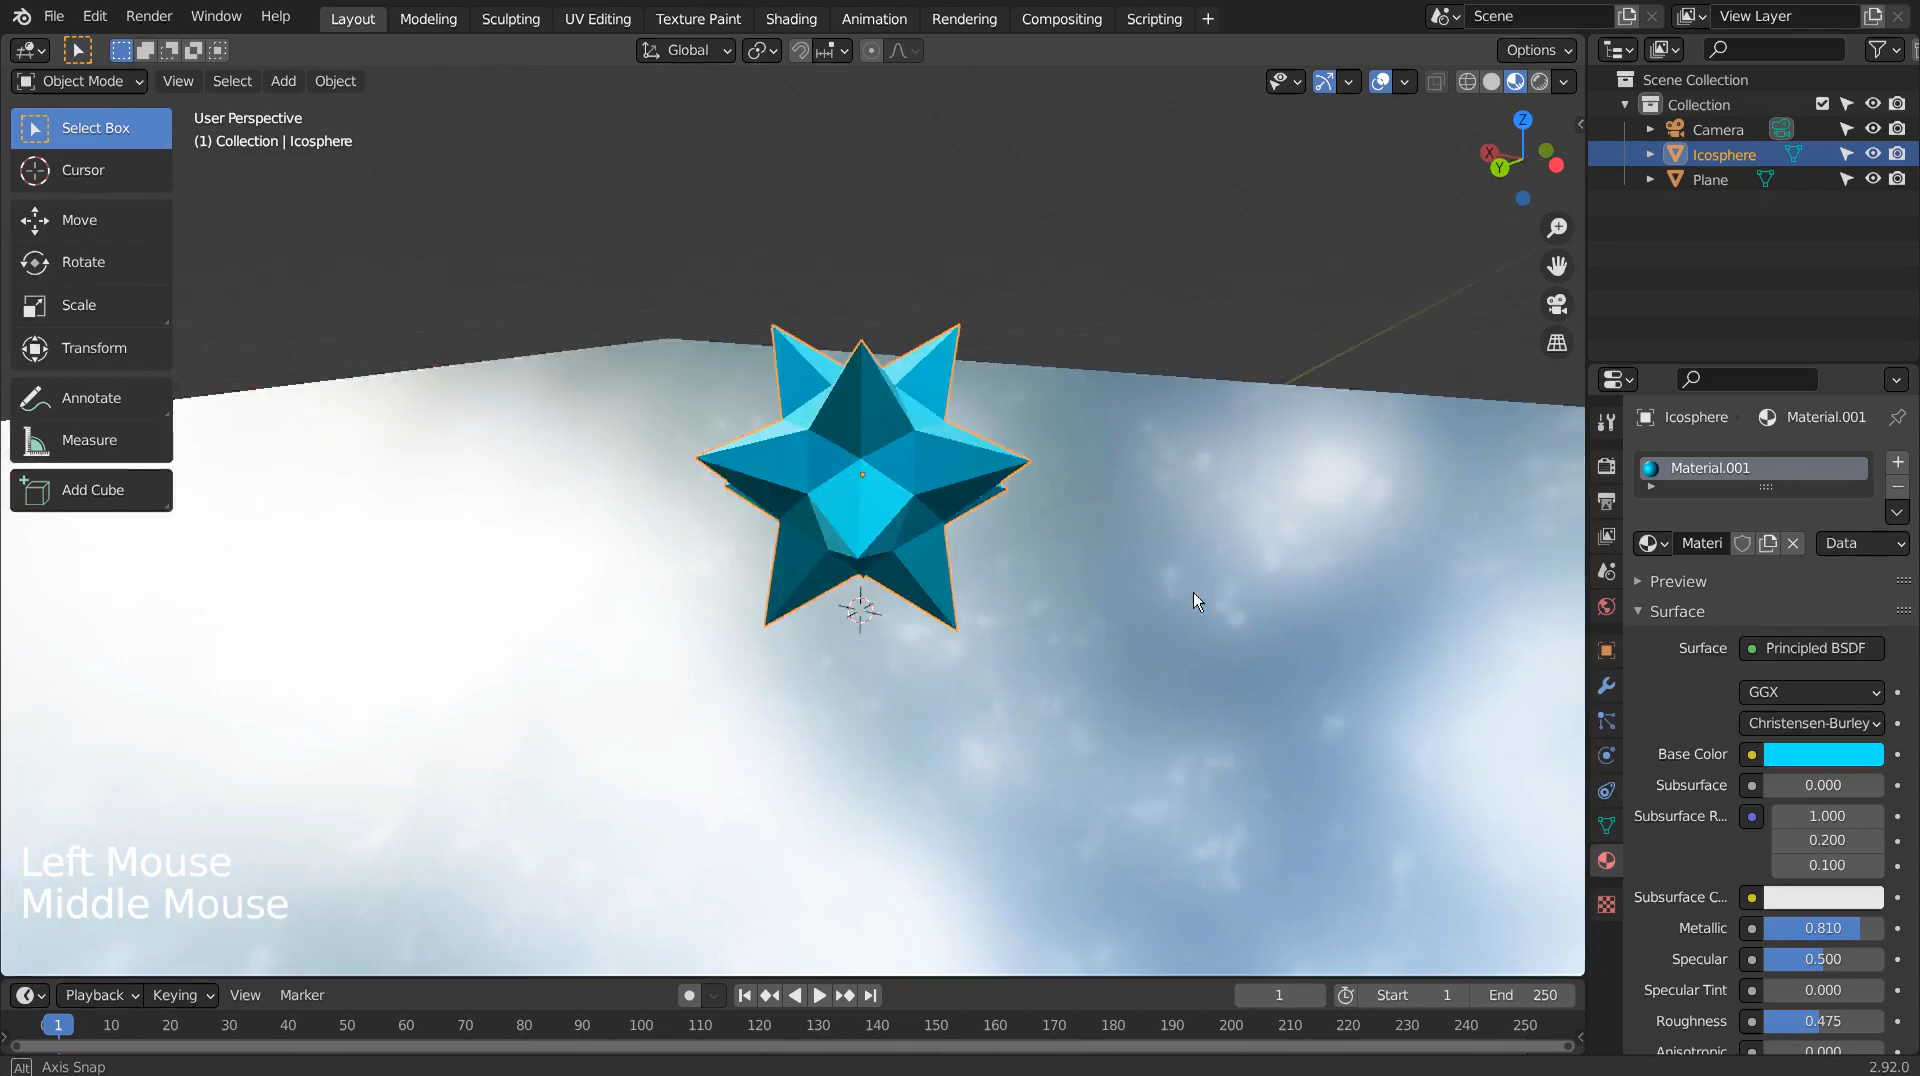 File Edit Render Window Help Layout Modeling Sculpting UV Editing Texture Paint Shading Animation Rendering Compositing Scripting + Scene View Layer
Global Options
Object Mode View Select Add Object
Scene Collection
Collection
Camera
Icosphere
Plane
User Perspective
(1) Collection | Icosphere
Select Box
Cursor
Move
Rotate
Scale
Transform
Annotate
Measure
Add Cube
Z
X
Y
Icosphere Material.001
Material.001
Materi Data
Preview
Surface
Surface Principled BSDF
GGX
Christensen-Burley
Base Color
Subsurface 0.000
Subsurface R... 1.000
0.200
0.100
Subsurface C...
Metallic 0.810
Specular 0.500
Specular Tint 0.000
Roughness 0.475
Anisotropic 0.000
Left Mouse
Middle Mouse
Playback Keying View Marker 1 Start 1 End 250
1 10 20 30 40 50 60 70 80 90 100 110 120 130 140 150 160 170 180 190 200 210 220 230 240 250
Alt Axis Snap 2.92.0